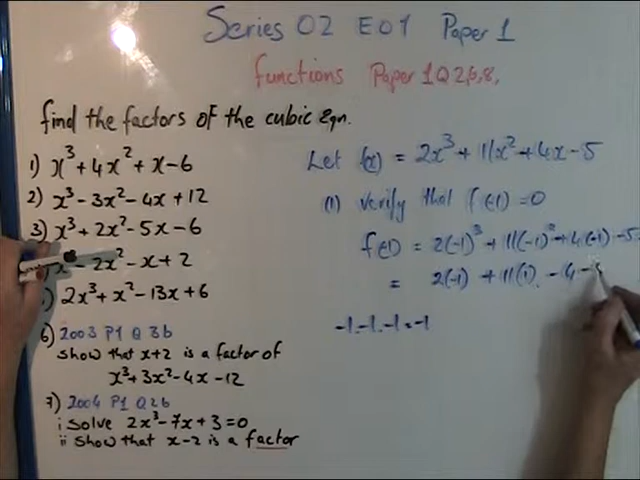 Series 02 E01 Paper 1
functions Paper 1 Q 2,6,8,
find the factors of the cubic Eqn.
1) x³ + 4x² + x - 6
2) x³ - 3x² - 4x + 12
3) x³ + 2x² - 5x - 6
- 2x² - x + 2
) 2x³ + x² - 13x + 6
6) 2003 P1 Q 3b
show that x+2 is a factor of
x³ + 3x² - 4x - 12
7) 2004 P1 Q 2b
i solve 2x³ - 7x + 3 = 0
ii show that x-2 is a factor
Let f(x) = 2x³ + 11x² + 4x - 5
(1) verify that f(-1) = 0
f(-1) = 2(-1)³ + 11(-1)² + 4(-1) - 5
= 2(-1) + 11(1) - 4 -
-1.-1.-1 = -1